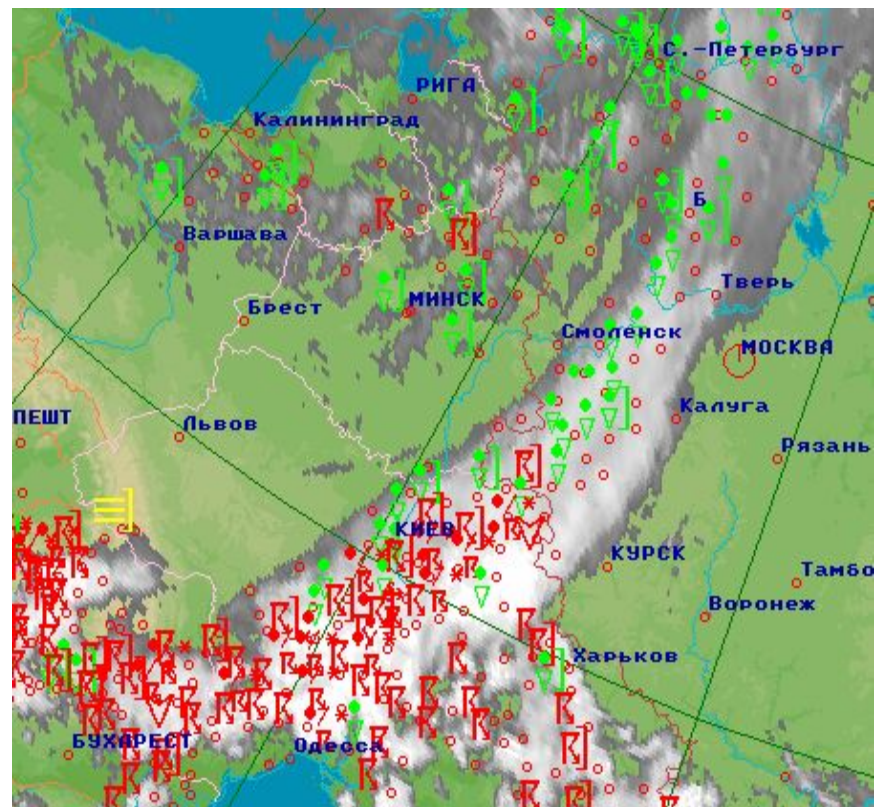 С.-Петербург
РИГА
Калининград
Б
Варшава
Тверь
Брест
МИНСК
Смоленск
МОСКВА
Калуга
ПЕШТ
Львов
Рязань
КИЕВ
КУРСК
Тамбо
Воронеж
Харьков
БУХАРЕСТ
Одесса